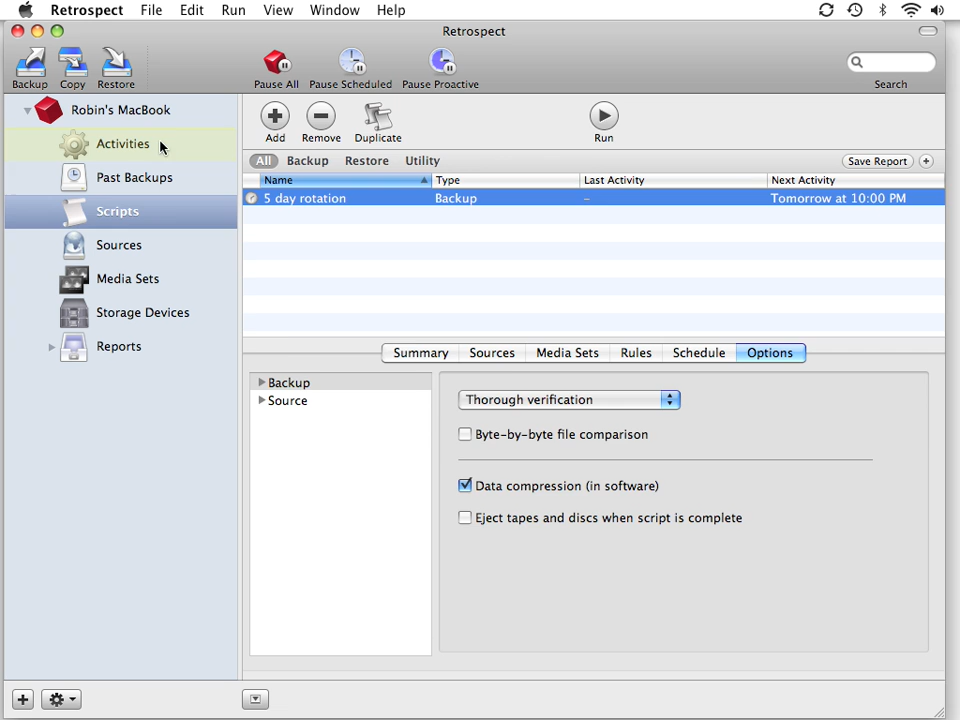 Retrospect File Edit Run View Window Help
Retrospect
Backup Copy Restore Pause All Pause Scheduled Pause Proactive Search
Robin's MacBook
Activities
Past Backups
Scripts
Sources
Media Sets
Storage Devices
Reports
Add Remove Duplicate Run
All Backup Restore Utility Save Report
Name Type Last Activity Next Activity
5 day rotation Backup – Tomorrow at 10:00 PM
Summary Sources Media Sets Rules Schedule Options
Backup
Source
Thorough verification
Byte-by-byte file comparison
Data compression (in software)
Eject tapes and discs when script is complete